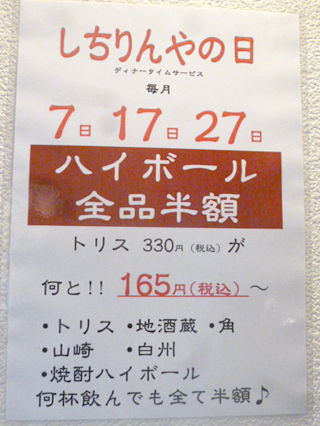 しちりんやの日
ディナータイムサービス
毎月
7日 17日 27日
ハイボール
全品半額
トリス 330円(税込)が
何と!! 165円(税込)～
・トリス ・地酒蔵 ・角
・山崎 ・白州
・焼酎ハイボール
何杯飲んでも全て半額♪